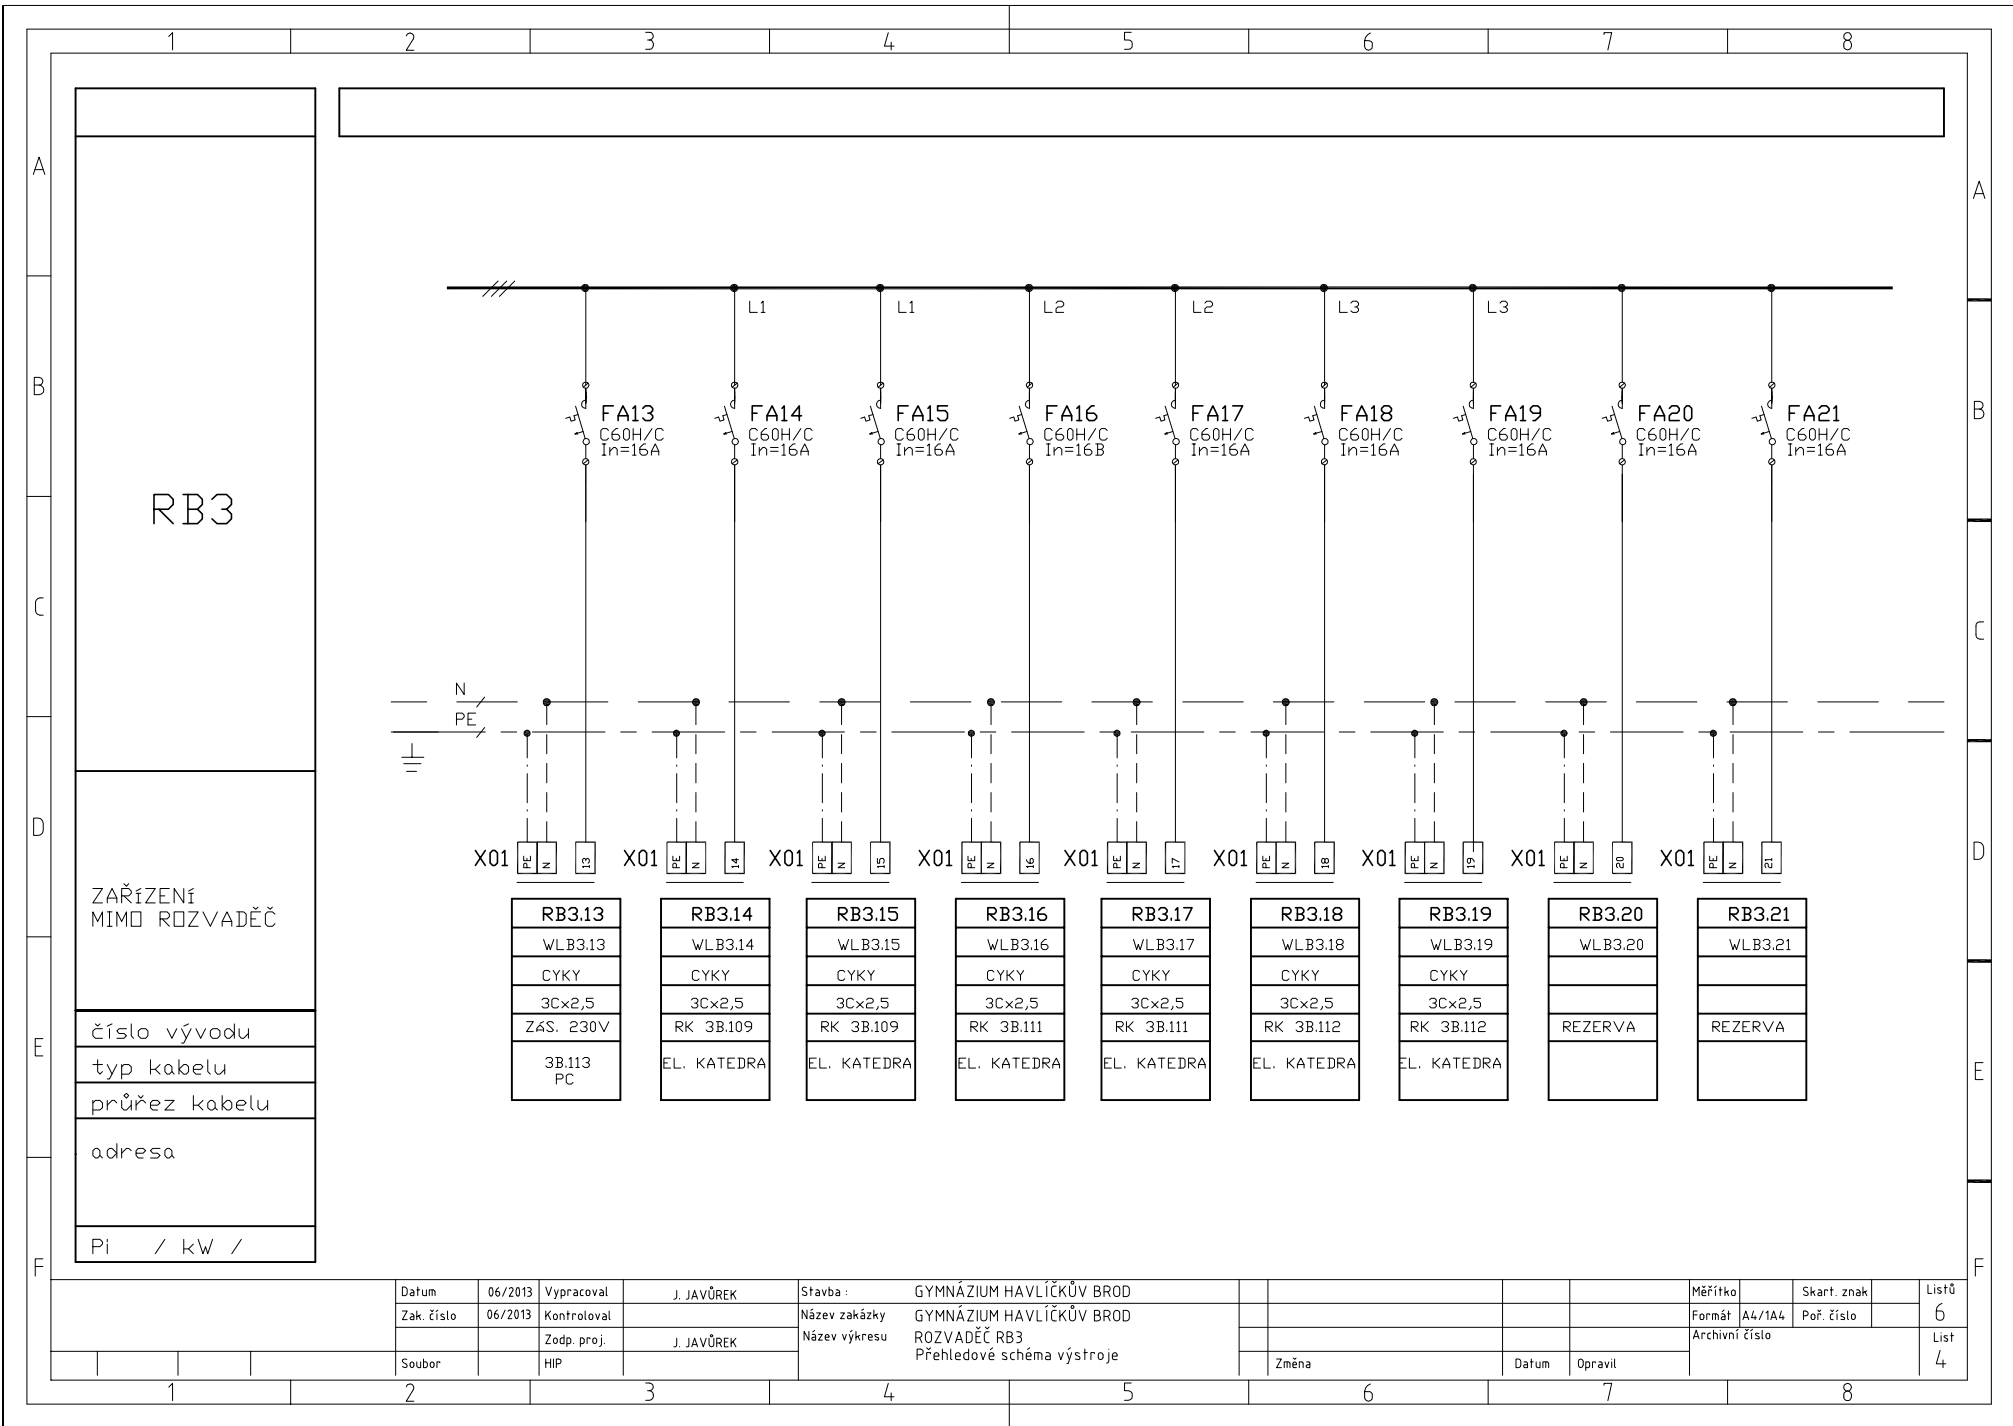 1 2 3 4 5 6 7 8
A
A
B
B
C
C
D
D
E
E
F
F
RB3
ZAŘíZENí
MIMO ROZVADĚČ
číslo vývodu
typ kabelu
průřez kabelu
adresa
Pi / kW /
L1 L1 L2 L2 L3 L3
FA13 FA14 FA15 FA16 FA17 FA18 FA19 FA20 FA21
C60H/C C60H/C C60H/C C60H/C C60H/C C60H/C C60H/C C60H/C C60H/C
In=16A In=16A In=16A In=16B In=16A In=16A In=16A In=16A In=16A
N
PE
X01 PE N 13 X01 PE N 14 X01 PE N 15 X01 PE N 16 X01 PE N 17 X01 PE N 18 X01 PE N 19 X01 PE N 20 X01 PE N 21
RB3.13 RB3.14 RB3.15 RB3.16 RB3.17 RB3.18 RB3.19 RB3.20 RB3.21
WLB3.13 WLB3.14 WLB3.15 WLB3.16 WLB3.17 WLB3.18 WLB3.19 WLB3.20 WLB3.21
CYKY CYKY CYKY CYKY CYKY CYKY CYKY
3Cx2,5 3Cx2,5 3Cx2,5 3Cx2,5 3Cx2,5 3Cx2,5 3Cx2,5
ZÁS. 230V RK 3B.109 RK 3B.109 RK 3B.111 RK 3B.111 RK 3B.112 RK 3B.112 REZERVA REZERVA
3B.113 EL. KATEDRA EL. KATEDRA EL. KATEDRA EL. KATEDRA EL. KATEDRA EL. KATEDRA
PC
Datum 06/2013 Vypracoval J. JAVŮREK Stavba : GYMNÁZIUM HAVLÍČKŮV BROD Měřítko Skart. znak Listů
Zak. číslo 06/2013 Kontroloval Název zakázky GYMNÁZIUM HAVLÍČKŮV BROD Formát A4/1A4 Poř. číslo 6
Zodp. proj. J. JAVŮREK Název výkresu ROZVADĚČ RB3 Archivní číslo List
Přehledové schéma výstroje
Soubor HIP Změna Datum Opravil 4
1 2 3 4 5 6 7 8